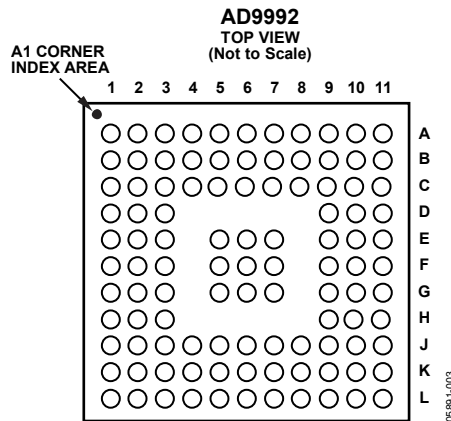 AD9992
TOP VIEW
(Not to Scale)
A1 CORNER
INDEX AREA
1 2 3 4 5 6 7 8 9 10 11
A
B
C
D
E
F
G
H
J
K
L
05891-003